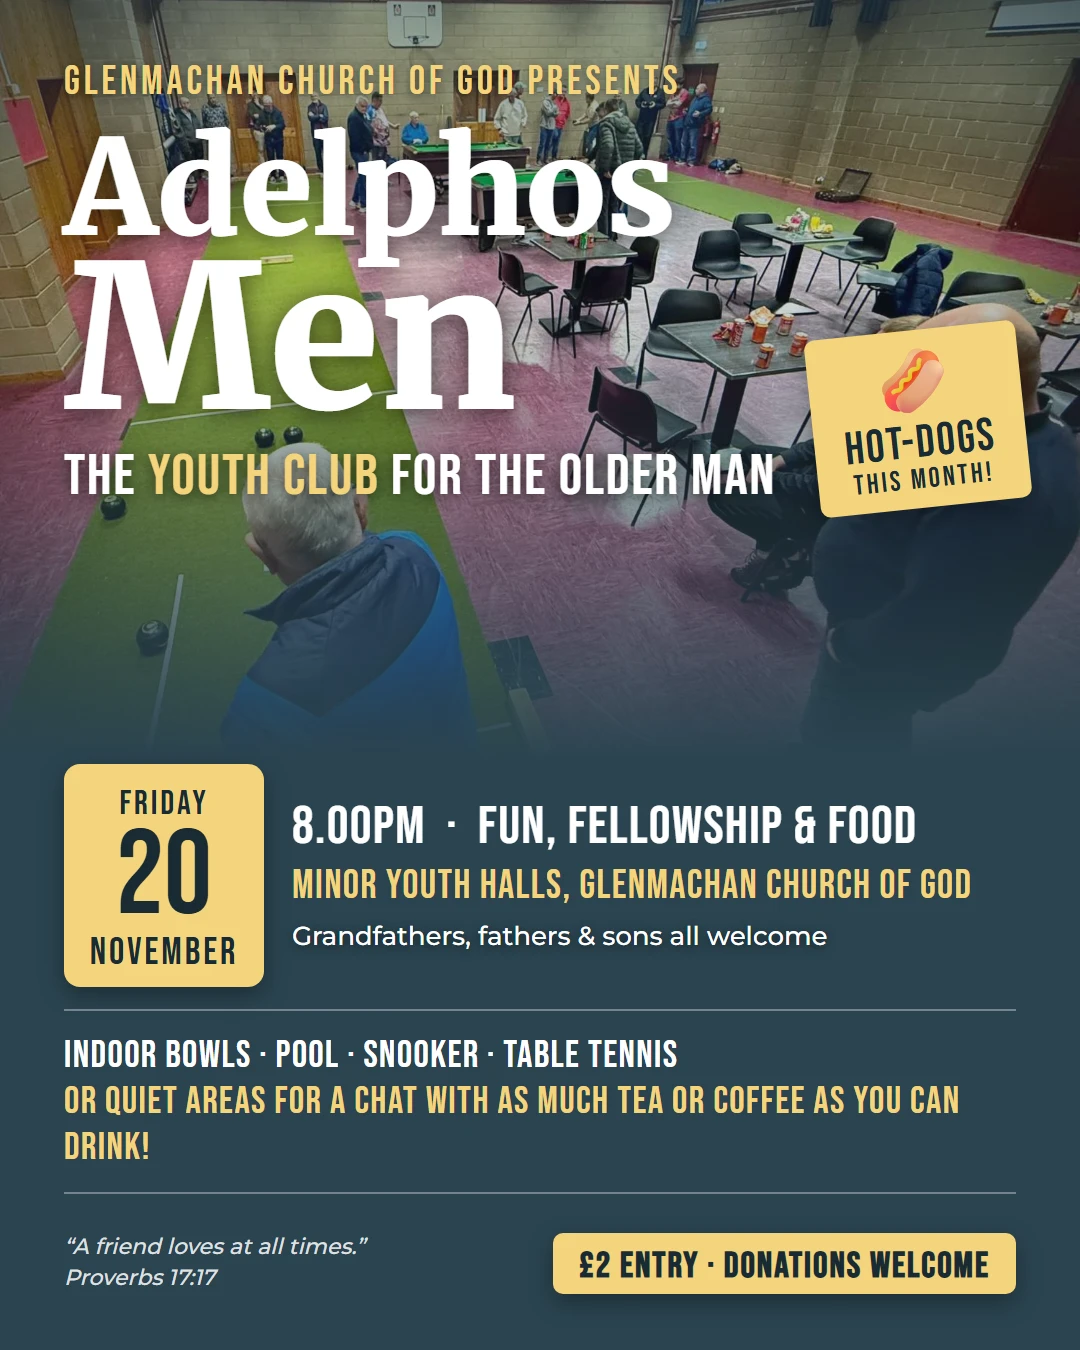 GLENMACHAN CHURCH OF GOD PRESENTS
Adelphos
Men
THE YOUTH CLUB FOR THE OLDER MAN
HOT-DOGS
THIS MONTH!
FRIDAY
20
NOVEMBER
8.00PM · FUN, FELLOWSHIP & FOOD
MINOR YOUTH HALLS, GLENMACHAN CHURCH OF GOD
Grandfathers, fathers & sons all welcome
INDOOR BOWLS · POOL · SNOOKER · TABLE TENNIS
OR QUIET AREAS FOR A CHAT WITH AS MUCH TEA OR COFFEE AS YOU CAN
DRINK!
“A friend loves at all times.”
Proverbs 17:17
£2 ENTRY · DONATIONS WELCOME